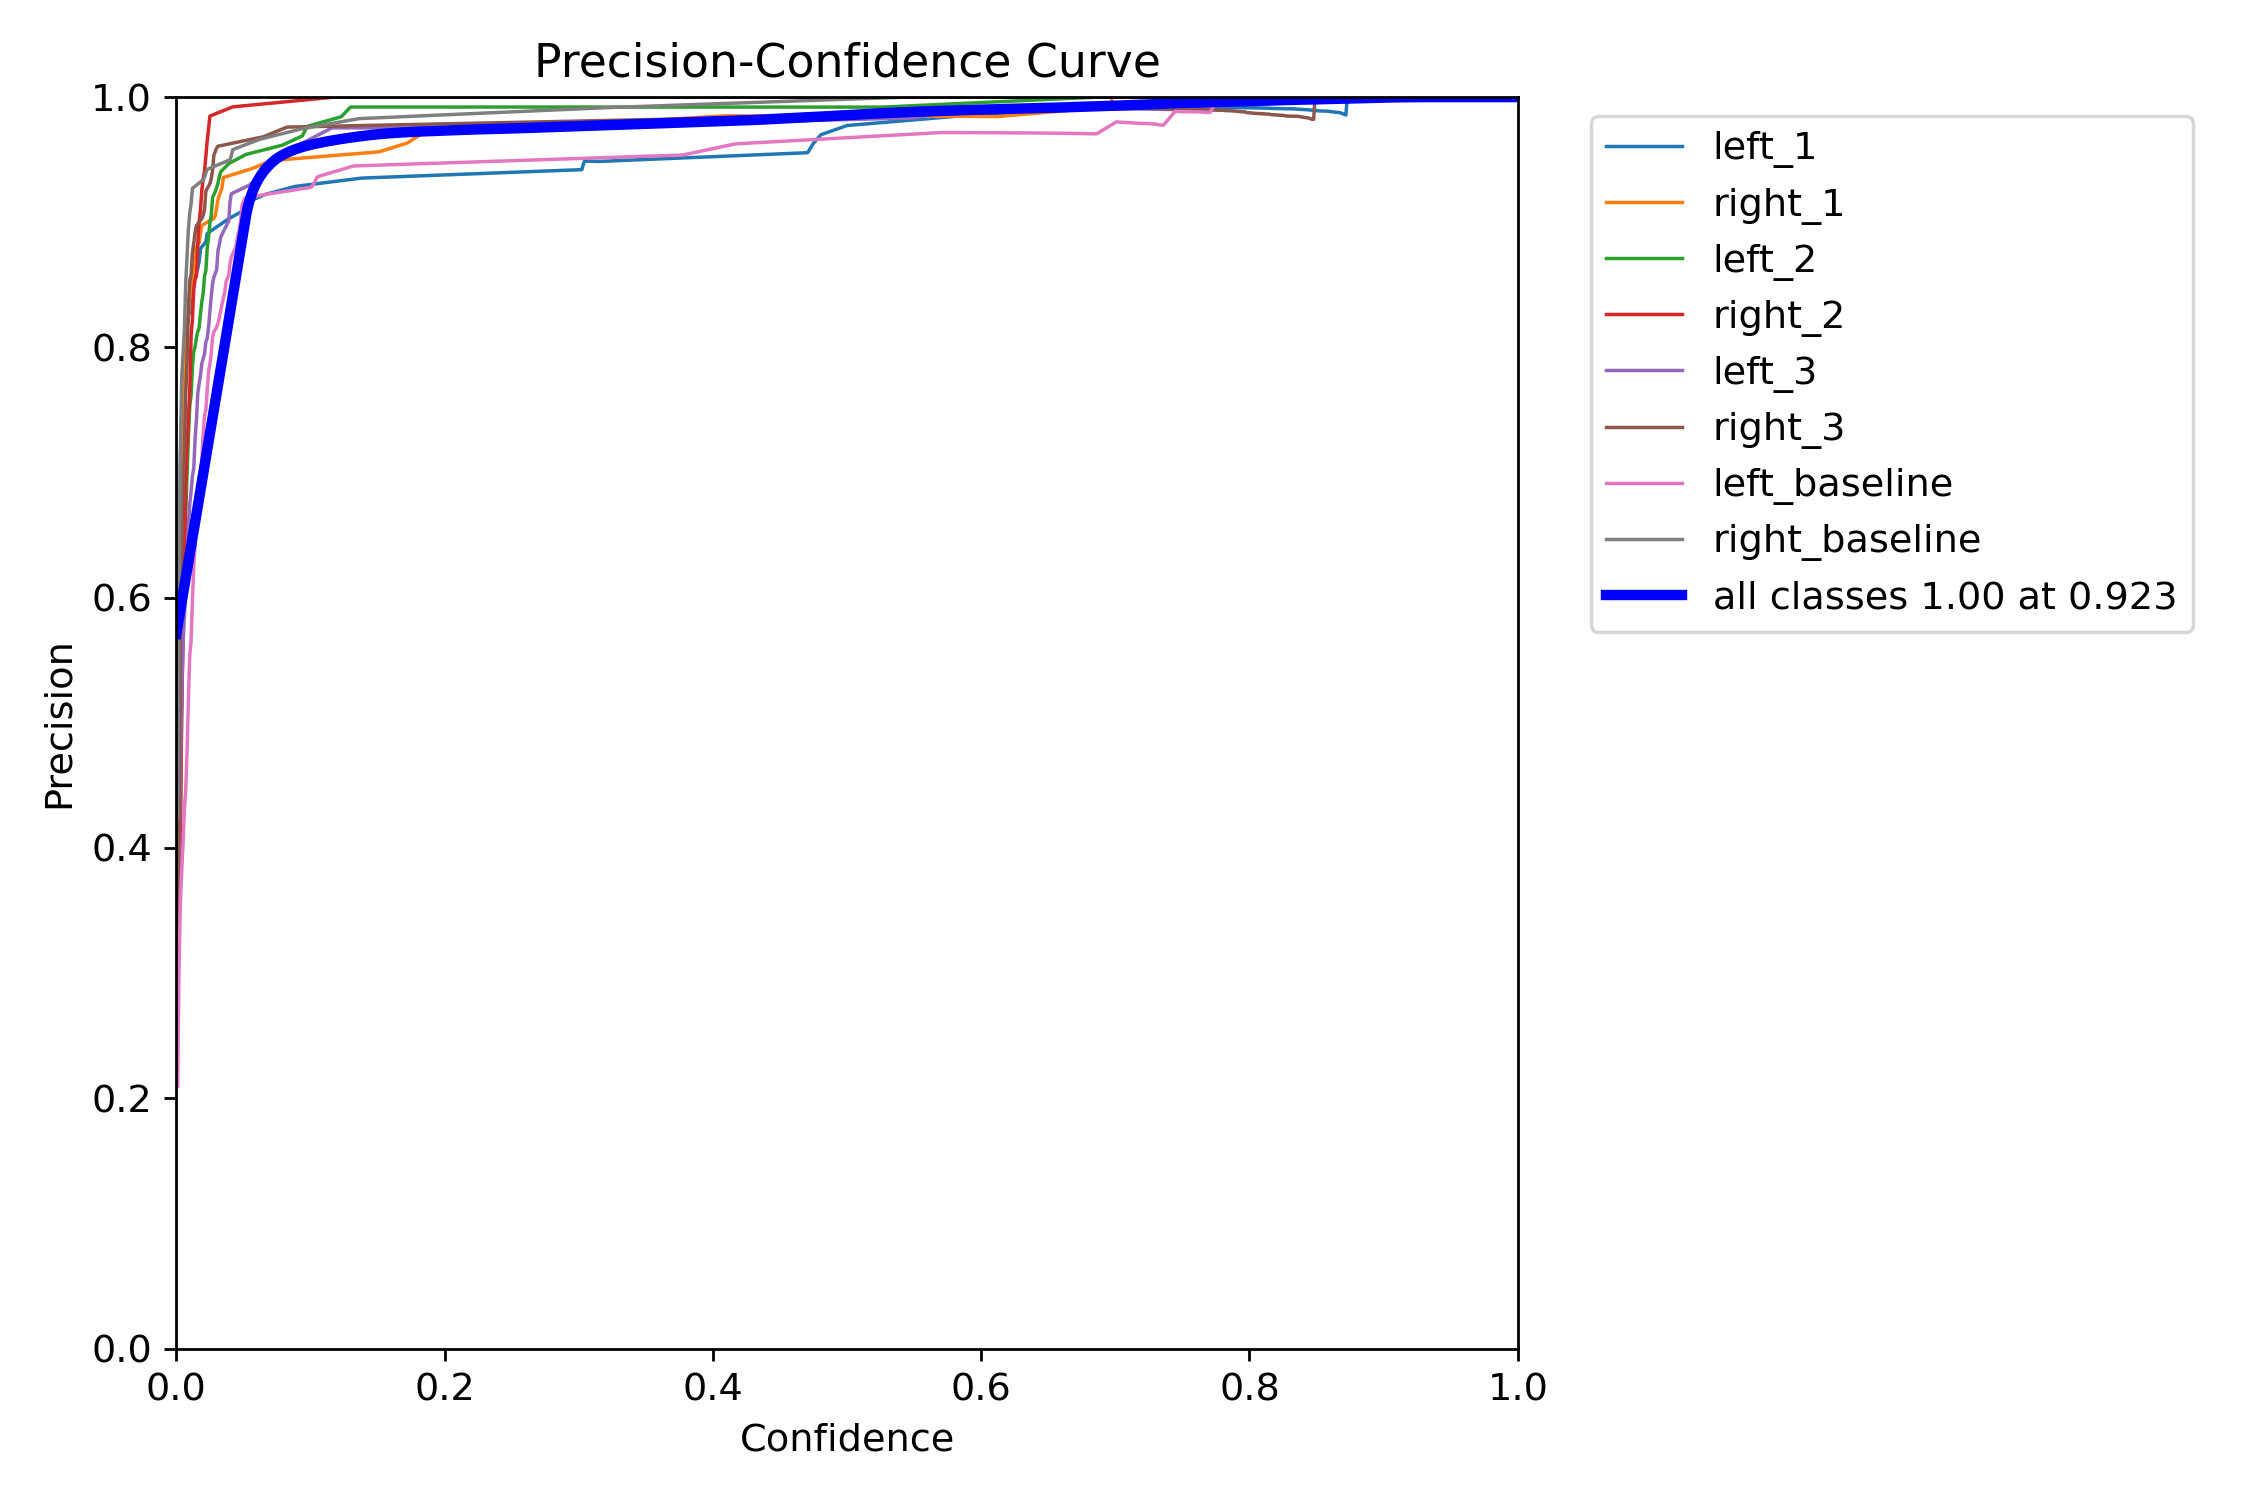 Precision-Confidence Curve
1.0
0.8
0.6
0.4
0.2
0.0
Precision
0.0 0.2 0.4 0.6 0.8 1.0
Confidence
left_1
right_1
left_2
right_2
left_3
right_3
left_baseline
right_baseline
all classes 1.00 at 0.923